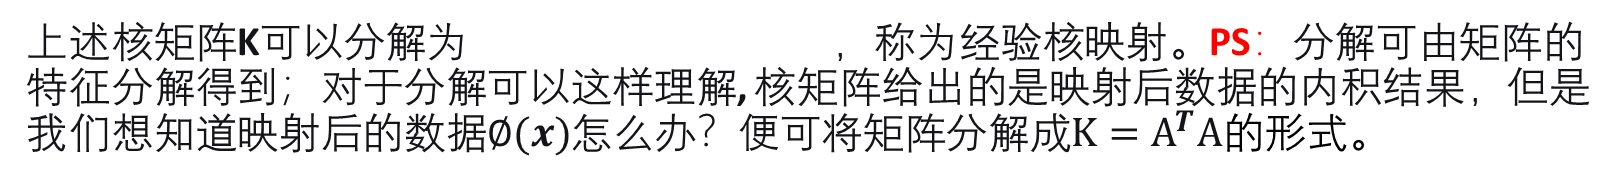 上述核矩阵K可以分解为 ，称为经验核映射。PS：分解可由矩阵的
特征分解得到；对于分解可以这样理解,核矩阵给出的是映射后数据的内积结果，但是
我们想知道映射后的数据∅(x)怎么办？便可将矩阵分解成K = AᵀA的形式。